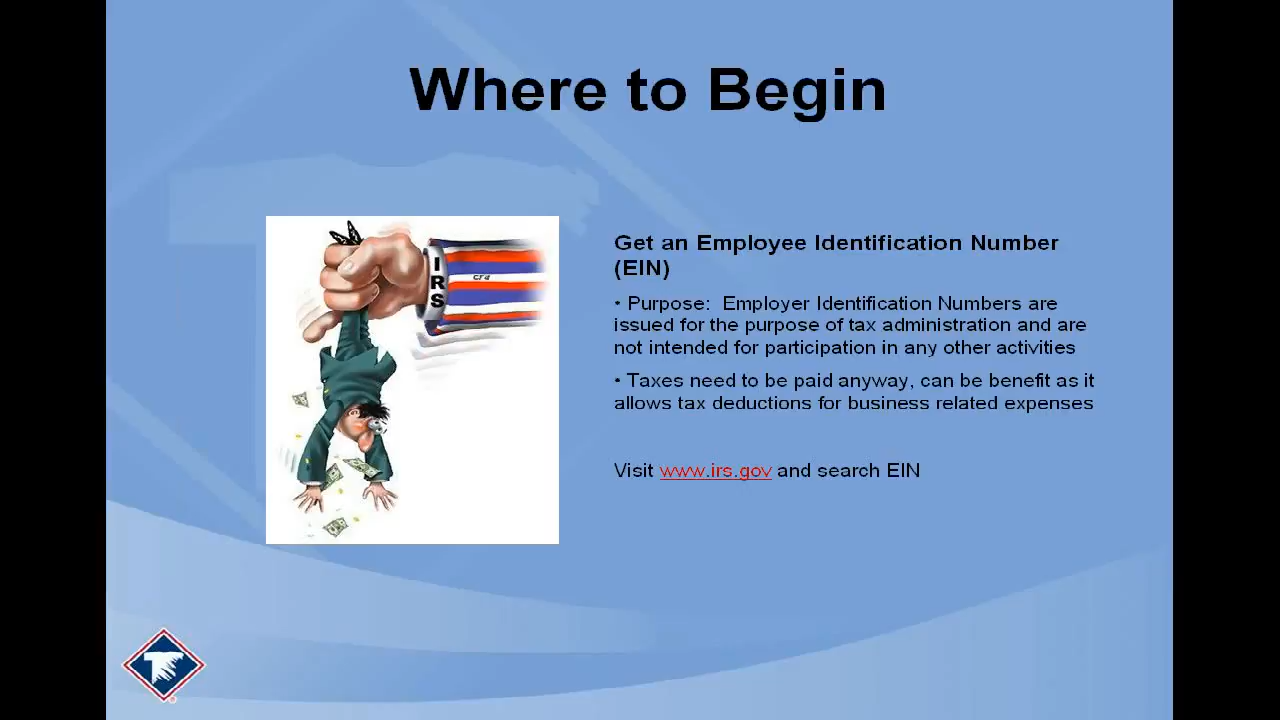 Where to Begin
IRS
Get an Employee Identification Number
(EIN)
• Purpose:  Employer Identification Numbers are
issued for the purpose of tax administration and are
not intended for participation in any other activities
• Taxes need to be paid anyway, can be benefit as it
allows tax deductions for business related expenses
Visit www.irs.gov and search EIN